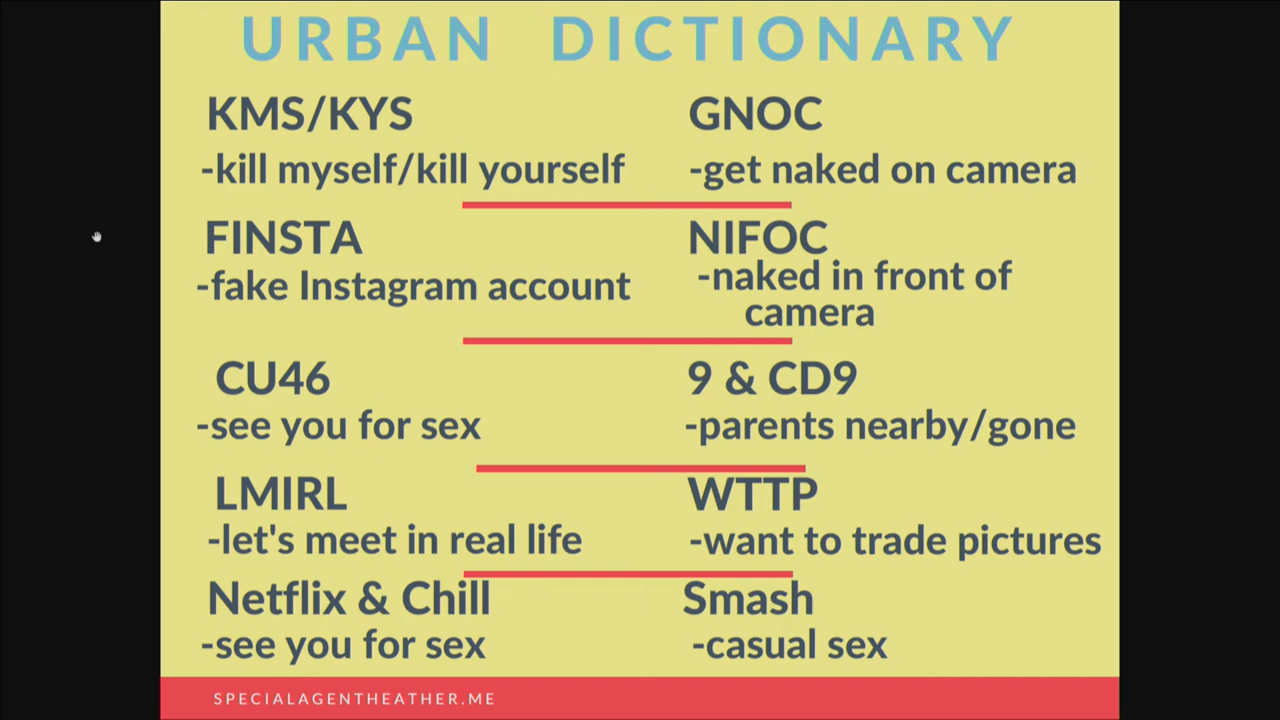 URBAN DICTIONARY
KMS/KYS
-kill myself/kill yourself
GNOC
-get naked on camera
FINSTA
-fake Instagram account
NIFOC
-naked in front of
camera
CU46
-see you for sex
9 & CD9
-parents nearby/gone
LMIRL
-let's meet in real life
WTTP
-want to trade pictures
Netflix & Chill
-see you for sex
Smash
-casual sex
SPECIALAGENTHEATHER.ME